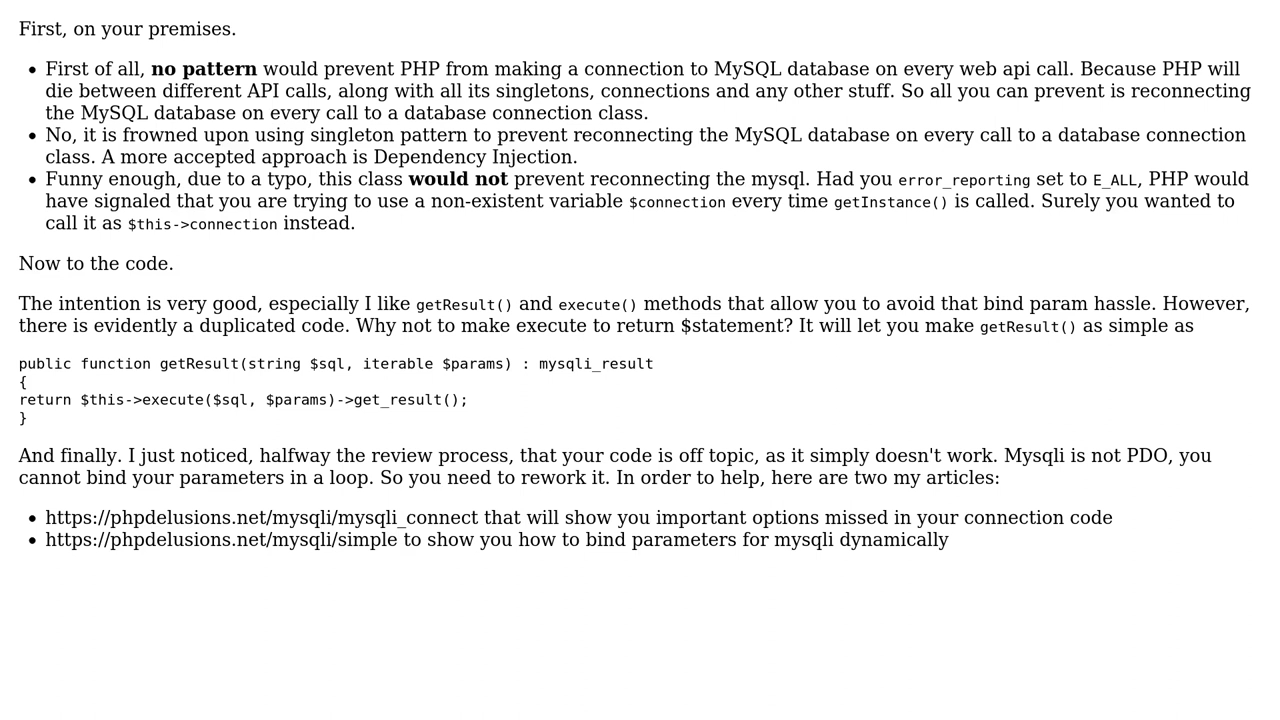 First, on your premises.
• First of all, no pattern would prevent PHP from making a connection to MySQL database on every web api call. Because PHP will
die between different API calls, along with all its singletons, connections and any other stuff. So all you can prevent is reconnecting
the MySQL database on every call to a database connection class.
• No, it is frowned upon using singleton pattern to prevent reconnecting the MySQL database on every call to a database connection
class. A more accepted approach is Dependency Injection.
• Funny enough, due to a typo, this class would not prevent reconnecting the mysql. Had you error_reporting set to E_ALL, PHP would
have signaled that you are trying to use a non-existent variable $connection every time getInstance() is called. Surely you wanted to
call it as $this->connection instead.
Now to the code.
The intention is very good, especially I like getResult() and execute() methods that allow you to avoid that bind param hassle. However,
there is evidently a duplicated code. Why not to make execute to return $statement? It will let you make getResult() as simple as
public function getResult(string $sql, iterable $params) : mysqli_result
{
return $this->execute($sql, $params)->get_result();
}
And finally. I just noticed, halfway the review process, that your code is off topic, as it simply doesn't work. Mysqli is not PDO, you
cannot bind your parameters in a loop. So you need to rework it. In order to help, here are two my articles:
• https://phpdelusions.net/mysqli/mysqli_connect that will show you important options missed in your connection code
• https://phpdelusions.net/mysqli/simple to show you how to bind parameters for mysqli dynamically